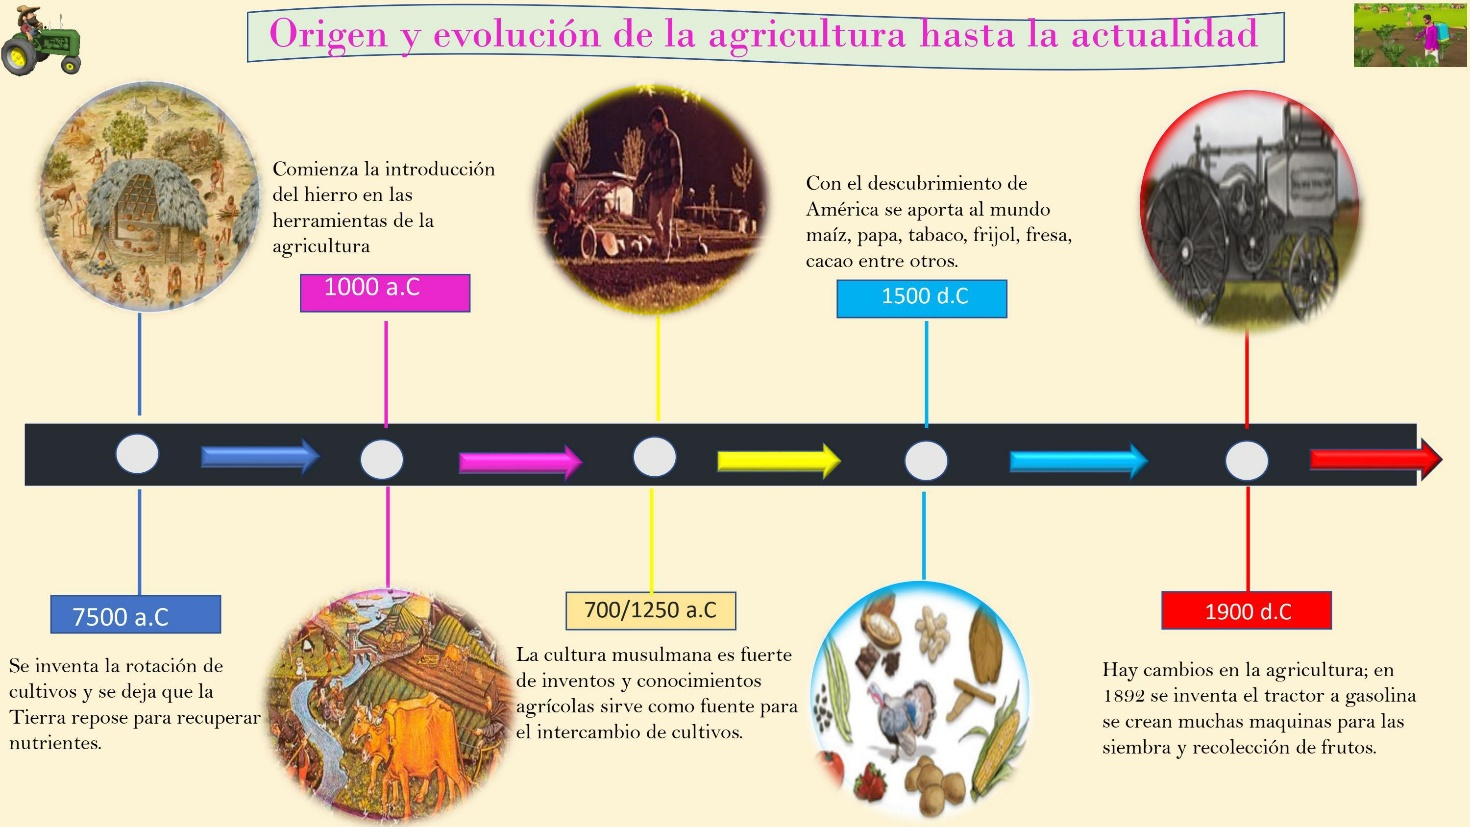 Origen y evolución de la agricultura hasta la actualidad
Comienza la introducción
del hierro en las
herramientas de la
agricultura
1000 a.C
Con el descubrimiento de
América se aporta al mundo
maíz, papa, tabaco, frijol, fresa,
cacao entre otros.
1500 d.C
7500 a.C
Se inventa la rotación de
cultivos y se deja que la
Tierra repose para recuperar
nutrientes.
700/1250 a.C
La cultura musulmana es fuerte
de inventos y conocimientos
agrícolas sirve como fuente para
el intercambio de cultivos.
1900 d.C
Hay cambios en la agricultura; en
1892 se inventa el tractor a gasolina
se crean muchas maquinas para las
siembra y recolección de frutos.